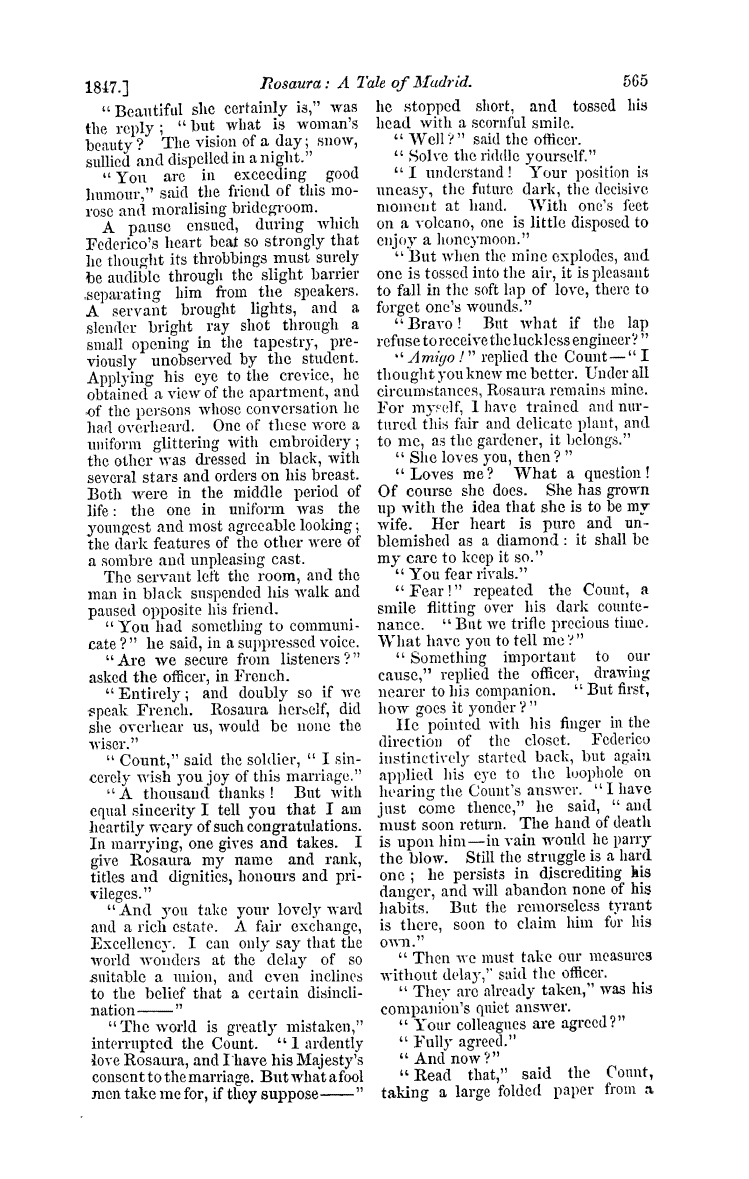 1847.] Rosaura: A Tale of Madrid. 565
"Beautiful she certainly is," was
the reply; "but what is woman's
beauty? The vision of a day; snow,
sullied and dispelled in a night."
"You are in exceeding good
humour," said the friend of this mo-
rose and moralising bridegroom.
A pause ensued, during which
Federico's heart beat so strongly that
he thought its throbbings must surely
be audible through the slight barrier
separating him from the speakers.
A servant brought lights, and a
slender bright ray shot through a
small opening in the tapestry, pre-
viously unobserved by the student.
Applying his eye to the crevice, he
obtained a view of the apartment, and
of the persons whose conversation he
had overheard. One of these wore a
uniform glittering with embroidery;
the other was dressed in black, with
several stars and orders on his breast.
Both were in the middle period of
life: the one in uniform was the
youngest and most agreeable looking;
the dark features of the other were of
a sombre and unpleasing cast.
The servant left the room, and the
man in black suspended his walk and
paused opposite his friend.
"You had something to communi-
cate?" he said, in a suppressed voice.
"Are we secure from listeners?"
asked the officer, in French.
"Entirely; and doubly so if we
speak French. Rosaura herself, did
she overhear us, would be none the
wiser."
"Count," said the soldier, "I sin-
cerely wish you joy of this marriage."
"A thousand thanks! But with
equal sincerity I tell you that I am
heartily weary of such congratulations.
In marrying, one gives and takes. I
give Rosaura my name and rank,
titles and dignities, honours and pri-
vileges."
"And you take your lovely ward
and a rich estate. A fair exchange,
Excellency. I can only say that the
world wonders at the delay of so
suitable a union, and even inclines
to the belief that a certain disincli-
nation——"
"The world is greatly mistaken,"
interrupted the Count. "I ardently
love Rosaura, and I have his Majesty's
consent to the marriage. But what a fool
men take me for, if they suppose——"
he stopped short, and tossed his
head with a scornful smile.
"Well?" said the officer.
"Solve the riddle yourself."
"I understand! Your position is
uneasy, the future dark, the decisive
moment at hand. With one's feet
on a volcano, one is little disposed to
enjoy a honeymoon."
"But when the mine explodes, and
one is tossed into the air, it is pleasant
to fall in the soft lap of love, there to
forget one's wounds."
"Bravo! But what if the lap
refuse to receive the luckless engineer?"
"Amigo!" replied the Count—"I
thought you knew me better. Under all
circumstances, Rosaura remains mine.
For myself, I have trained and nur-
tured this fair and delicate plant, and
to me, as the gardener, it belongs."
"She loves you, then?"
"Loves me? What a question!
Of course she does. She has grown
up with the idea that she is to be my
wife. Her heart is pure and un-
blemished as a diamond: it shall be
my care to keep it so."
"You fear rivals."
"Fear!" repeated the Count, a
smile flitting over his dark counte-
nance. "But we trifle precious time.
What have you to tell me?"
"Something important to our
cause," replied the officer, drawing
nearer to his companion. "But first,
how goes it yonder?"
He pointed with his finger in the
direction of the closet. Federico
instinctively started back, but again
applied his eye to the loophole on
hearing the Count's answer. "I have
just come thence," he said, "and
must soon return. The hand of death
is upon him—in vain would he parry
the blow. Still the struggle is a hard
one; he persists in discrediting his
danger, and will abandon none of his
habits. But the remorseless tyrant
is there, soon to claim him for his
own."
"Then we must take our measures
without delay," said the officer.
"They are already taken," was his
companion's quiet answer.
"Your colleagues are agreed?"
"Fully agreed."
"And now?"
"Read that," said the Count,
taking a large folded paper from a